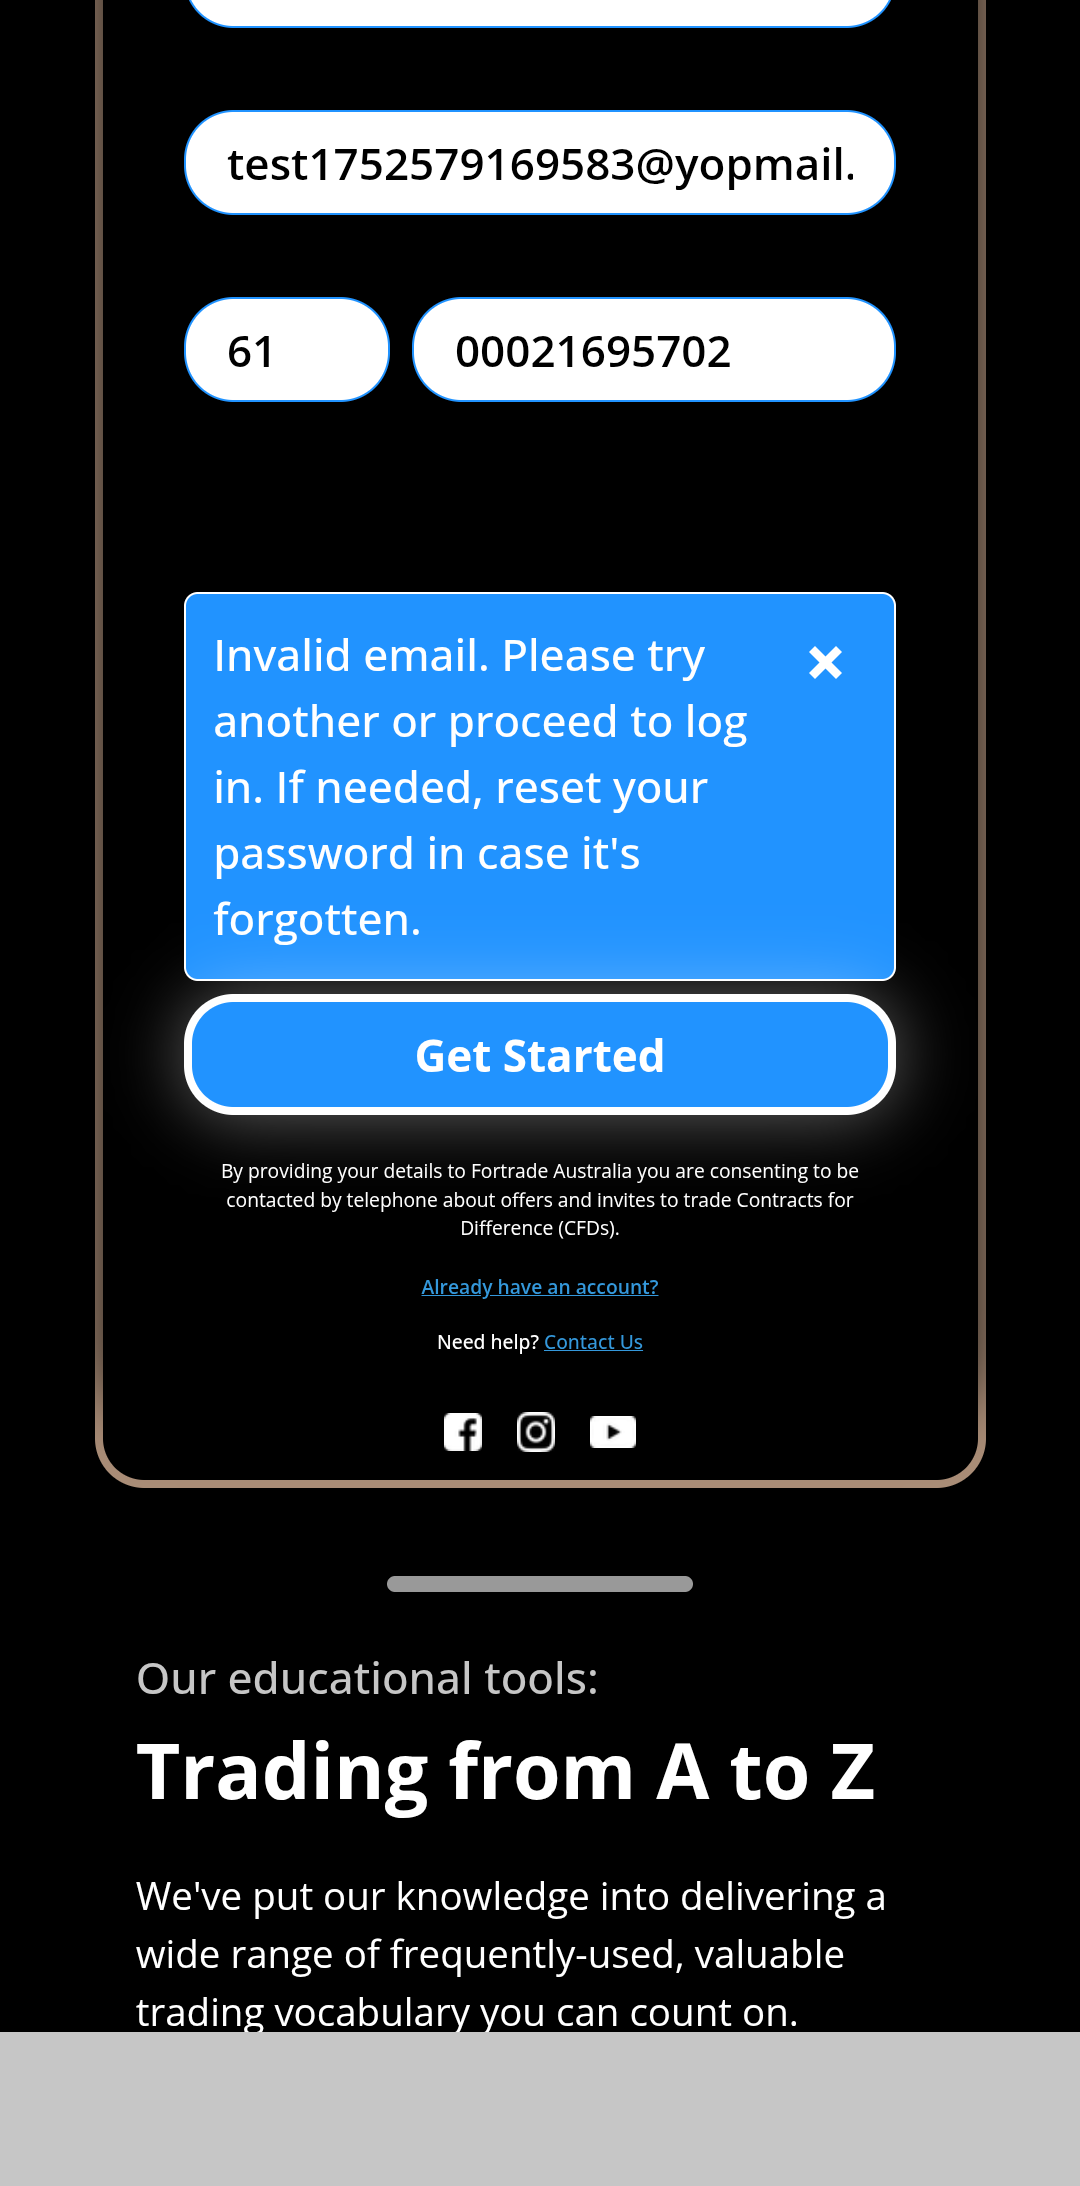 test1752579169583@yopmail.
61 00021695702
Invalid email. Please try
another or proceed to log
in. If needed, reset your
password in case it's
forgotten.
Get Started
By providing your details to Fortrade Australia you are consenting to be
contacted by telephone about offers and invites to trade Contracts for
Difference (CFDs).
Already have an account?
Need help? Contact Us
Our educational tools:
Trading from A to Z
We've put our knowledge into delivering a
wide range of frequently-used, valuable
trading vocabulary you can count on.